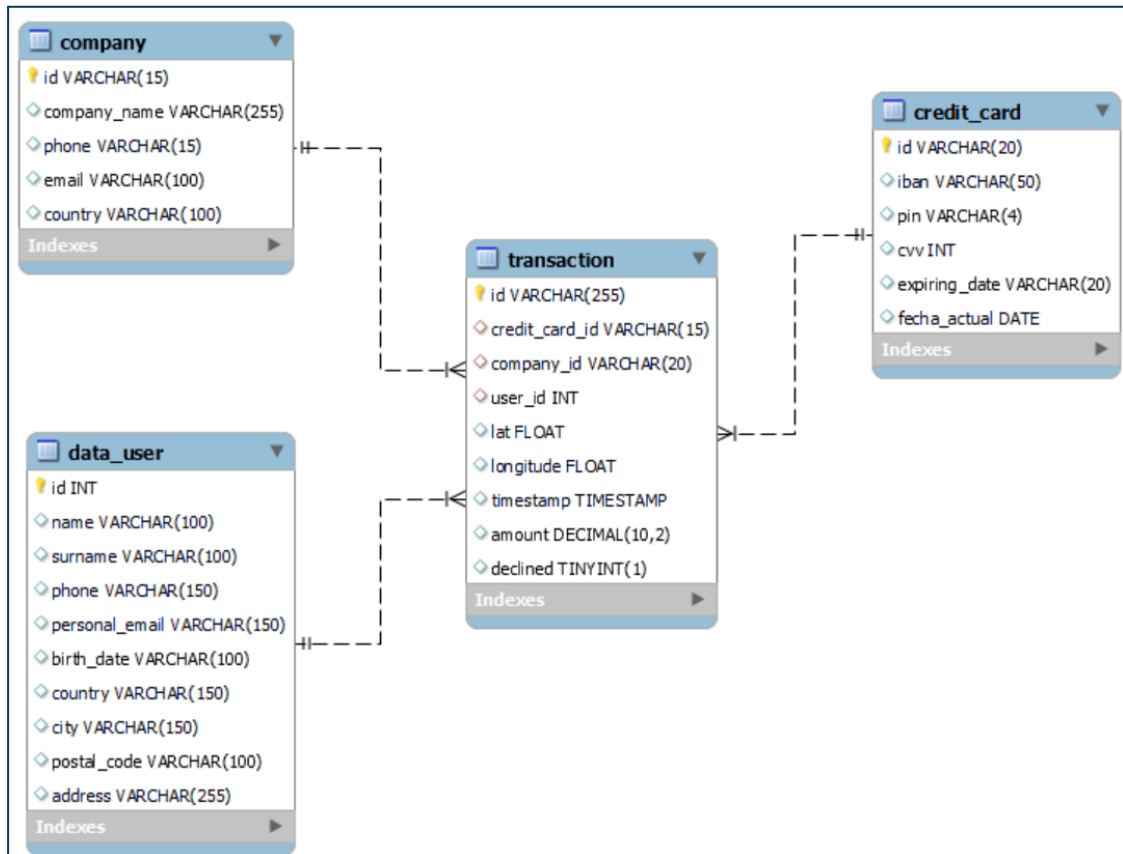 company
id VARCHAR(15)
company_name VARCHAR(255)
phone VARCHAR(15)
email VARCHAR(100)
country VARCHAR(100)
Indexes
credit_card
id VARCHAR(20)
iban VARCHAR(50)
pin VARCHAR(4)
cvv INT
expiring_date VARCHAR(20)
fecha_actual DATE
Indexes
transaction
id VARCHAR(255)
credit_card_id VARCHAR(15)
company_id VARCHAR(20)
user_id INT
lat FLOAT
longitude FLOAT
timestamp TIMESTAMP
amount DECIMAL(10,2)
declined TINYINT(1)
Indexes
data_user
id INT
name VARCHAR(100)
surname VARCHAR(100)
phone VARCHAR(150)
personal_email VARCHAR(150)
birth_date VARCHAR(100)
country VARCHAR(150)
city VARCHAR(150)
postal_code VARCHAR(100)
address VARCHAR(255)
Indexes